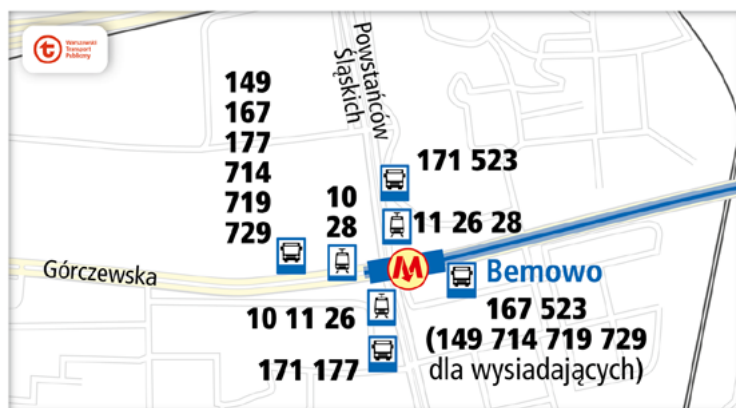 Warszawski
Transport
Publiczny
Powstańców
Śląskich
149
167
177
714
719
729
10
28
171 523
11 26 28
Górczewska
M
Bemowo
10 11 26
171 177
167 523
(149 714 719 729
dla wysiadających)